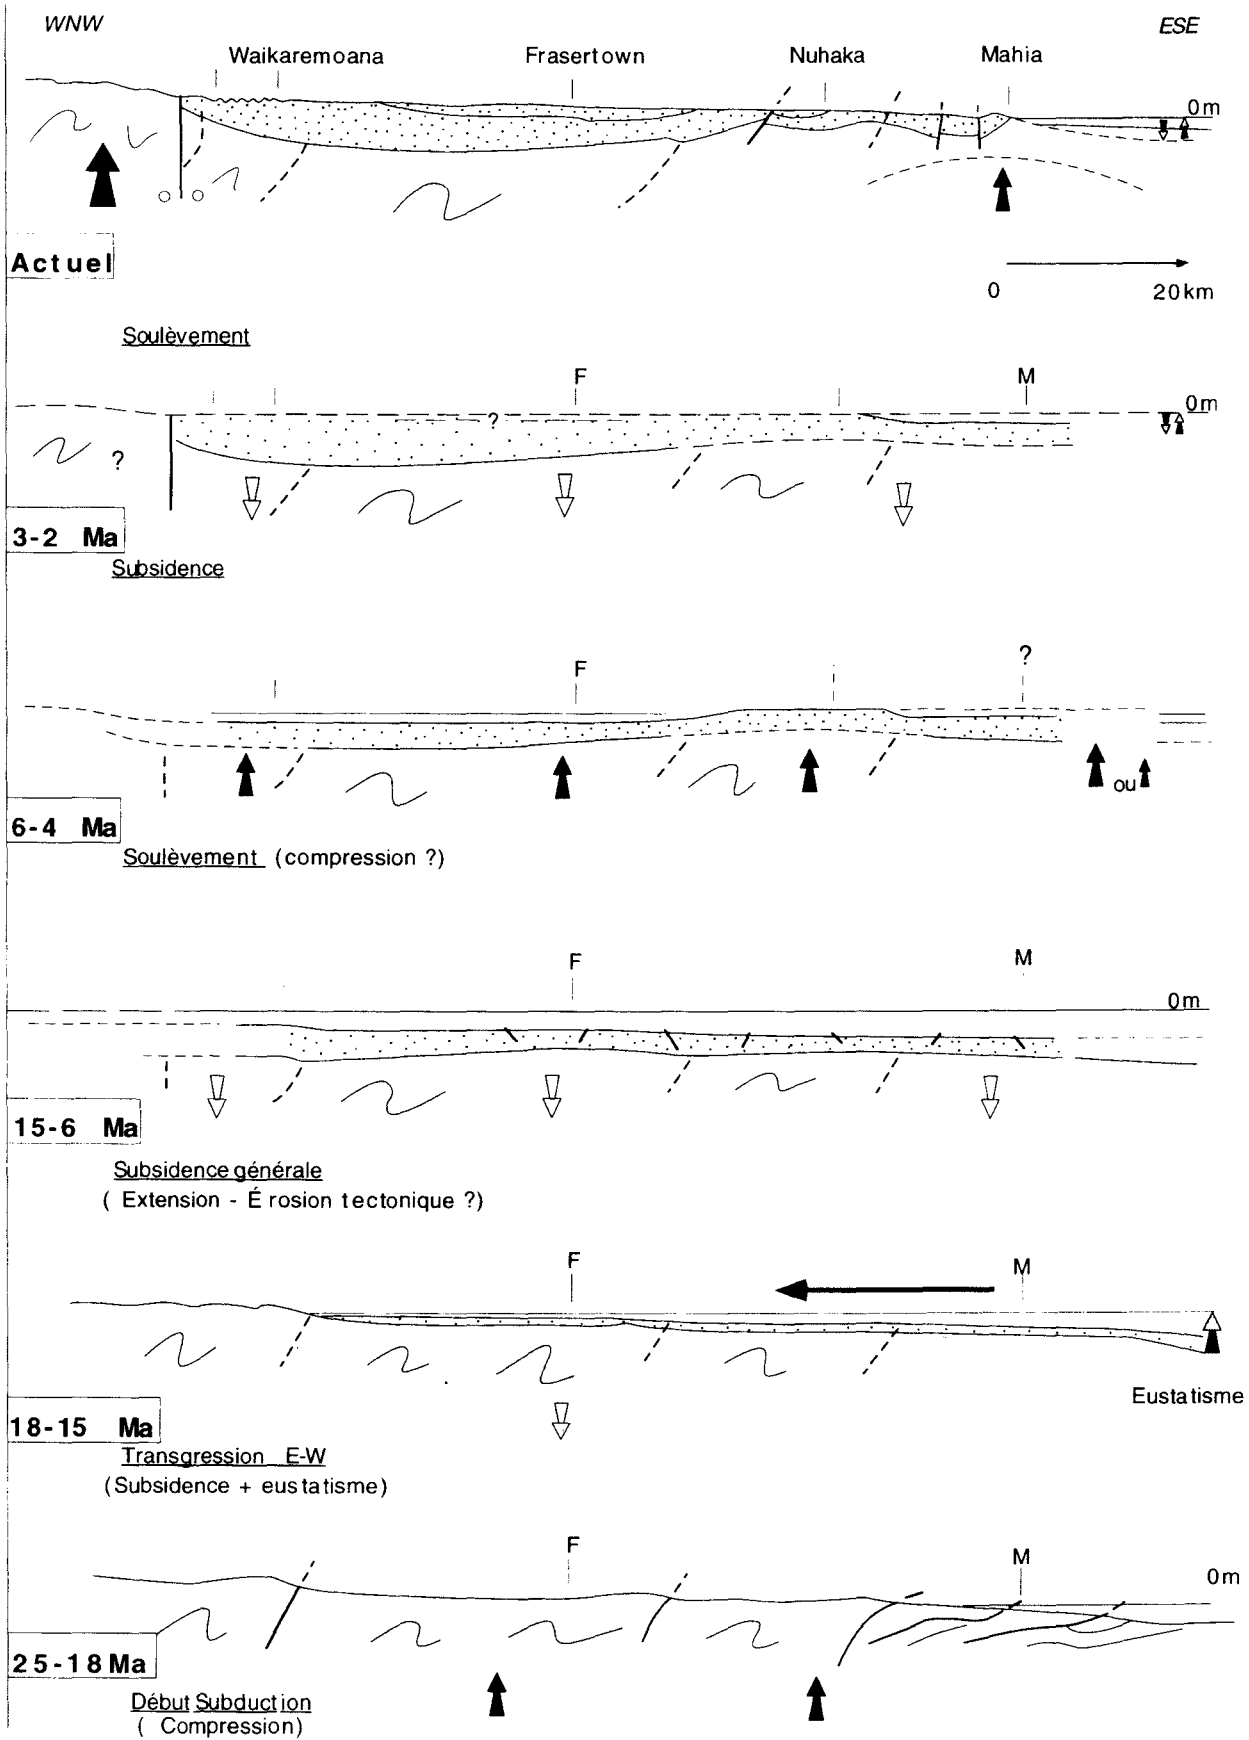 WNW ESE
Waikaremoana Frasertown Nuhaka Mahia
0m
Actuel
0 20km
Soulèvement
F M
0m
?
?
3-2 Ma
Subsidence
?
F
ou
6-4 Ma
Soulèvement (compression ?)
F M
0m
15-6 Ma
Subsidence générale
( Extension - Érosion tectonique ?)
F M
Eustatisme
18-15 Ma
Transgression E-W
(Subsidence + eustatisme)
F M
0m
25-18 Ma
Début Subduction
( Compression)